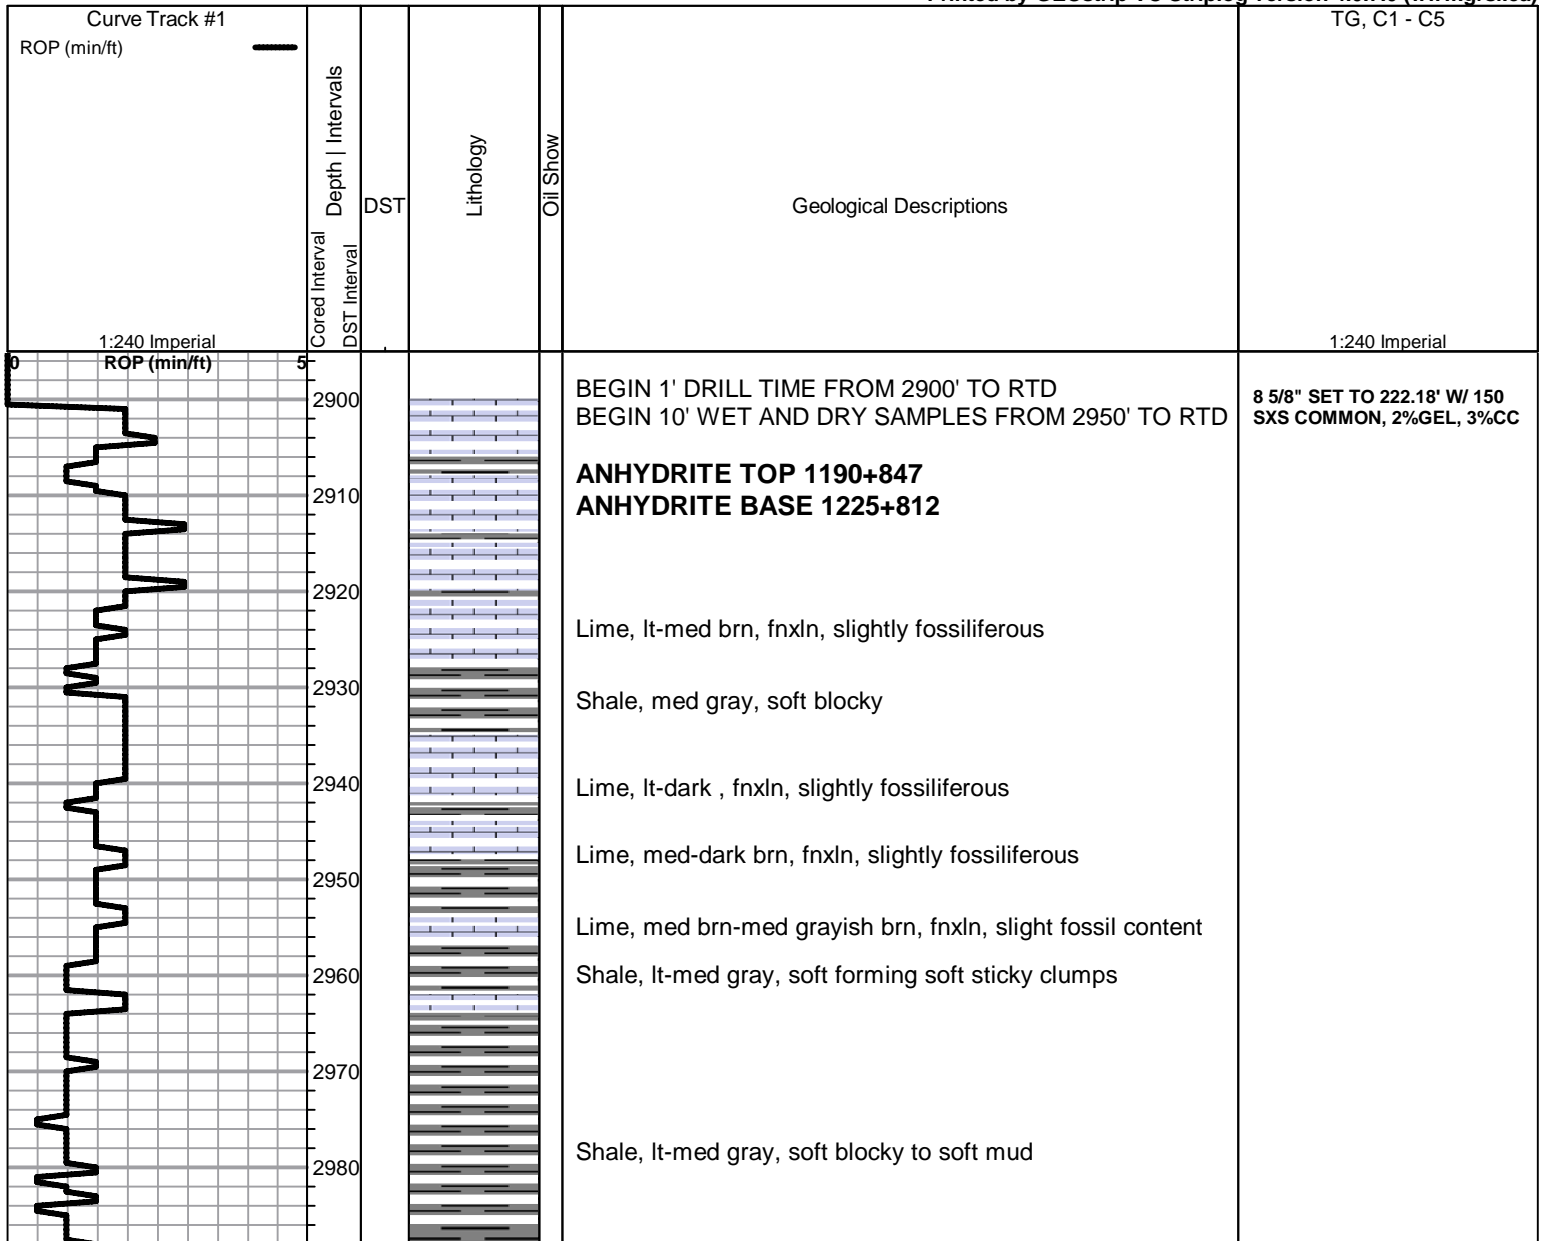 Curve Track #1
ROP (min/ft)
1:240 Imperial
Depth | Intervals
Cored Interval
DST Interval
DST
Lithology
Oil Show
Geological Descriptions
TG, C1 - C5
1:240 Imperial
0 ROP (min/ft) 5
2900
2910
2920
2930
2940
2950
2960
2970
2980
BEGIN 1' DRILL TIME FROM 2900' TO RTD
BEGIN 10' WET AND DRY SAMPLES FROM 2950' TO RTD
ANHYDRITE TOP 1190+847
ANHYDRITE BASE 1225+812
Lime, lt-med brn, fnxln, slightly fossiliferous
Shale, med gray, soft blocky
Lime, lt-dark , fnxln, slightly fossiliferous
Lime, med-dark brn, fnxln, slightly fossiliferous
Lime, med brn-med grayish brn, fnxln, slight fossil content
Shale, lt-med gray, soft forming soft sticky clumps
Shale, lt-med gray, soft blocky to soft mud
8 5/8" SET TO 222.18' W/ 150
SXS COMMON, 2%GEL, 3%CC